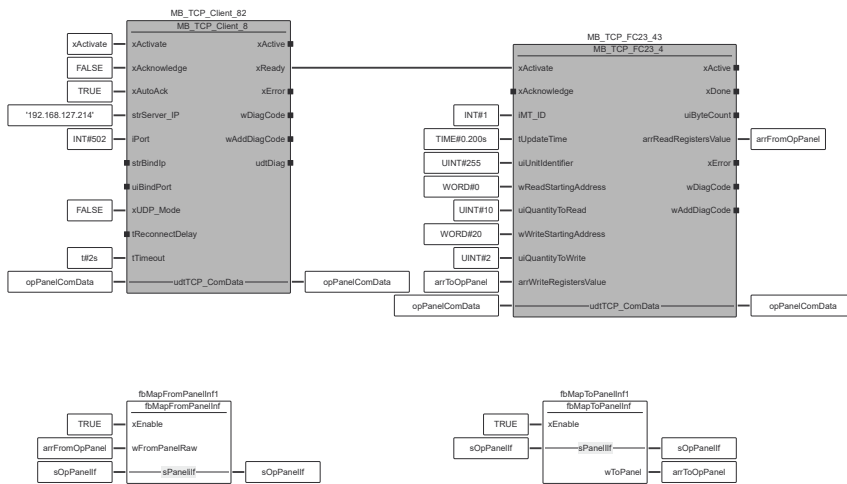 MB_TCP_Client_82
MB_TCP_Client_8
xActivate xActivate xActive
FALSE xAcknowledge xReady
TRUE xAutoAck xError
'192.168.127.214' strServer_IP wDiagCode
INT#502 iPort wAddDiagCode
strBindIp udtDiag
uiBindPort
FALSE xUDP_Mode
tReconnectDelay
t#2s tTimeout
opPanelComData udtTCP_ComData opPanelComData
MB_TCP_FC23_43
MB_TCP_FC23_4
xActivate xActive
xAcknowledge xDone
INT#1 iMT_ID uiByteCount
TIME#0.200s tUpdateTime arrReadRegistersValue arrFromOpPanel
UINT#255 uiUnitIdentifier xError
WORD#0 wReadStartingAddress wDiagCode
UINT#10 uiQuantityToRead wAddDiagCode
WORD#20 wWriteStartingAddress
UINT#2 uiQuantityToWrite
arrToOpPanel arrWriteRegistersValue
opPanelComData udtTCP_ComData opPanelComData
fbMapFromPanelInf1
fbMapFromPanelInf
TRUE xEnable
arrFromOpPanel wFromPanelRaw
sOpPanelIf sPanelIf sOpPanelIf
fbMapToPanelInf1
fbMapToPanelInf
TRUE xEnable
sOpPanelIf sPanelIf sOpPanelIf
wToPanel arrToOpPanel